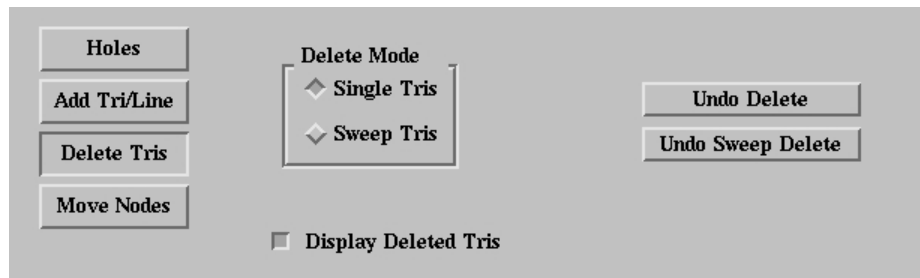 Holes
Add Tri/Line
Delete Tris
Move Nodes
Delete Mode
Single Tris
Sweep Tris
Display Deleted Tris
Undo Delete
Undo Sweep Delete